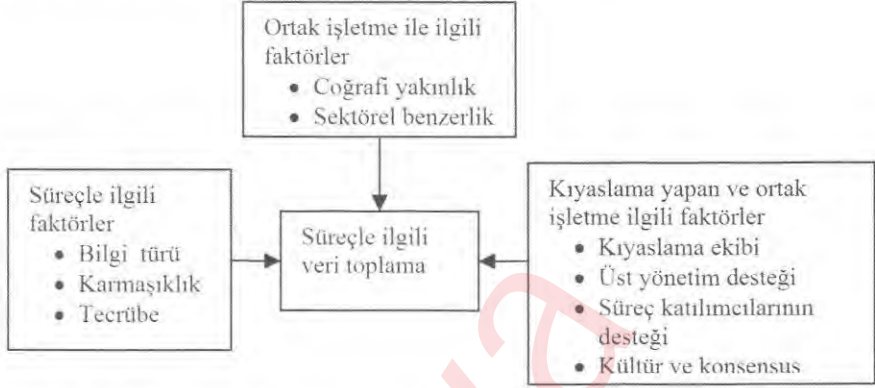 Ortak işletme ile ilgili
faktörler
• Coğrafi yakınlık
• Sektörel benzerlik
Süreçle ilgili
faktörler
• Bilgi türü
• Karmaşıklık
• Tecrübe
Süreçle ilgili
veri toplama
Kıyaslama yapan ve ortak
işletme ilgili faktörler
• Kıyaslama ekibi
• Üst yönetim desteği
• Süreç katılımcılarının
desteği
• Kültür ve konsensus